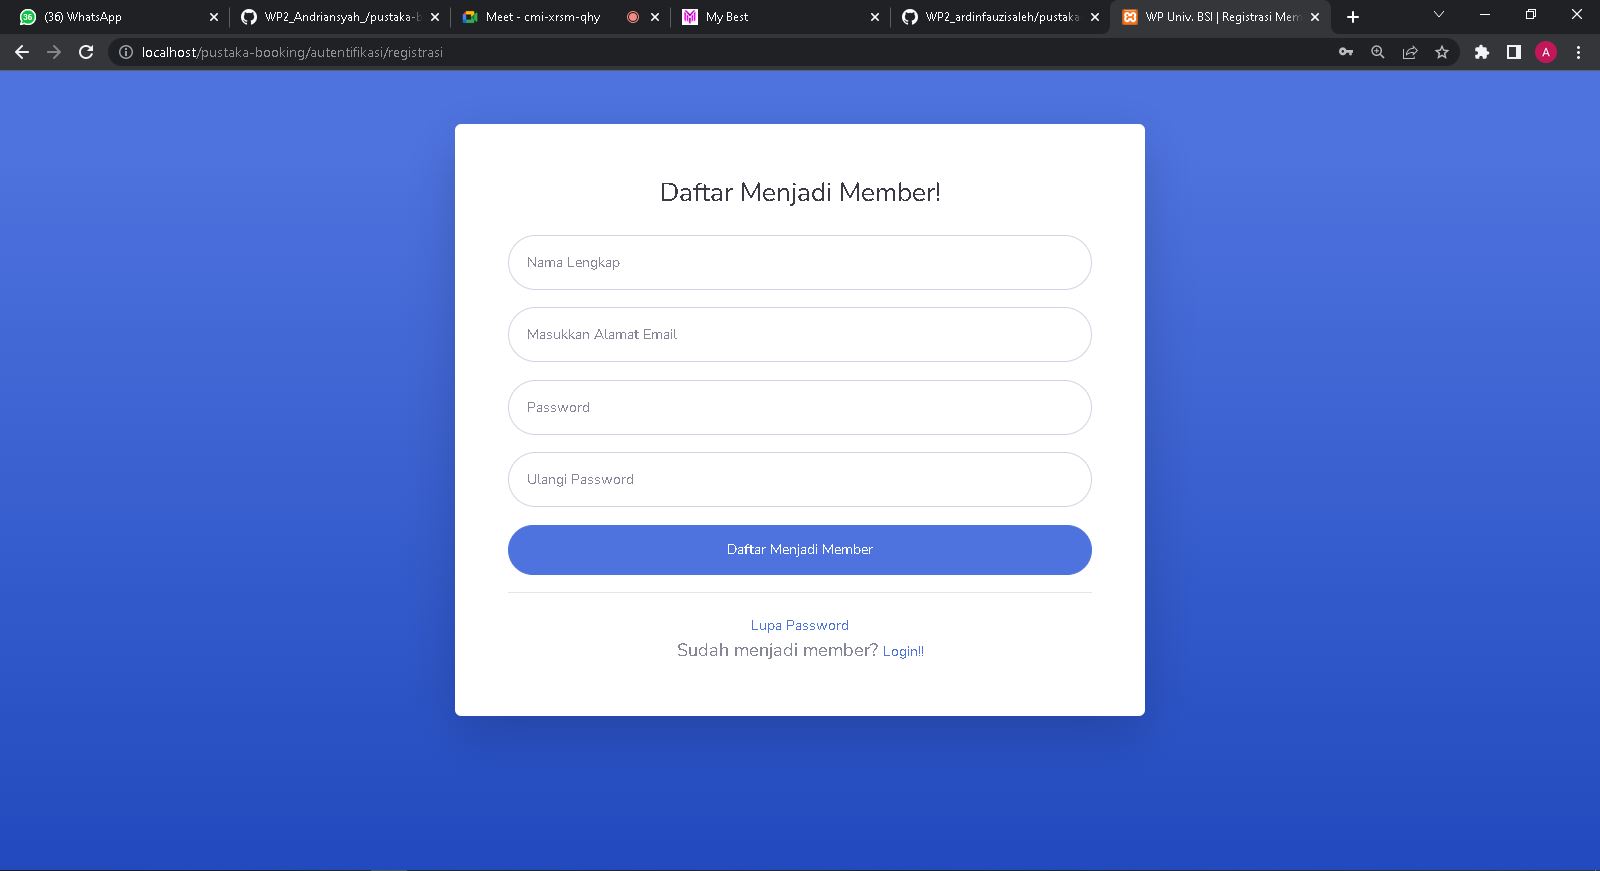 36 (36) WhatsApp
WP2_Andriansyah_/pustaka-b
Meet - cmi-xrsm-qhy
My Best
WP2_ardinfauzisaleh/pustaka
WP Univ. BSI | Registrasi Mem
localhost/pustaka-booking/autentifikasi/registrasi
A
Daftar Menjadi Member!
Nama Lengkap
Masukkan Alamat Email
Password
Ulangi Password
Daftar Menjadi Member
Lupa Password
Sudah menjadi member? Login!!